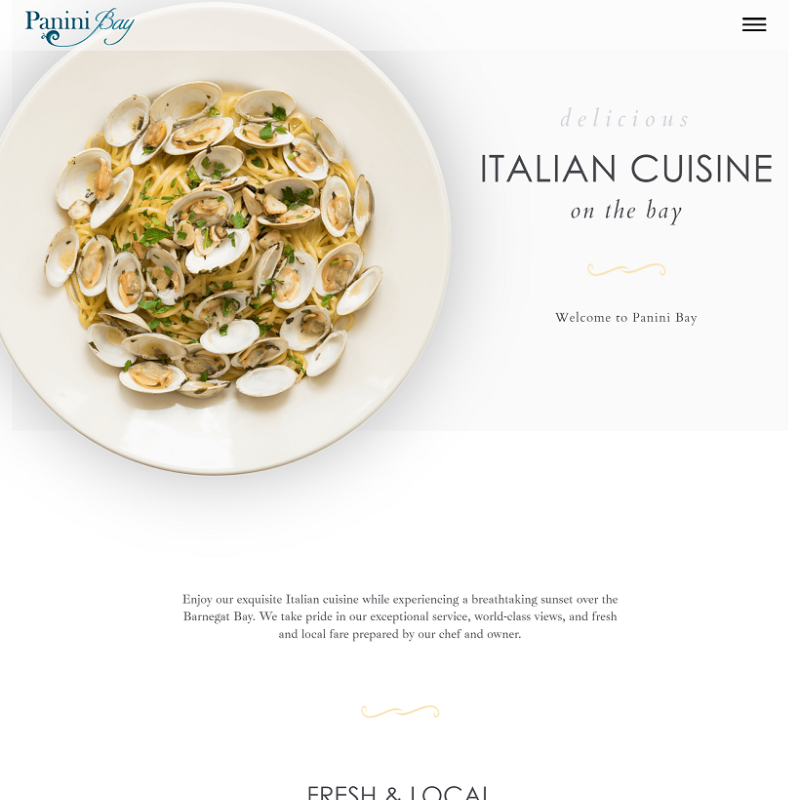 Panini Bay
delicious
ITALIAN CUISINE
on the bay
Welcome to Panini Bay
Enjoy our exquisite Italian cuisine while experiencing a breathtaking sunset over the
Barnegat Bay. We take pride in our exceptional service, world-class views, and fresh
and local fare prepared by our chef and owner.
FRESH & LOCAL